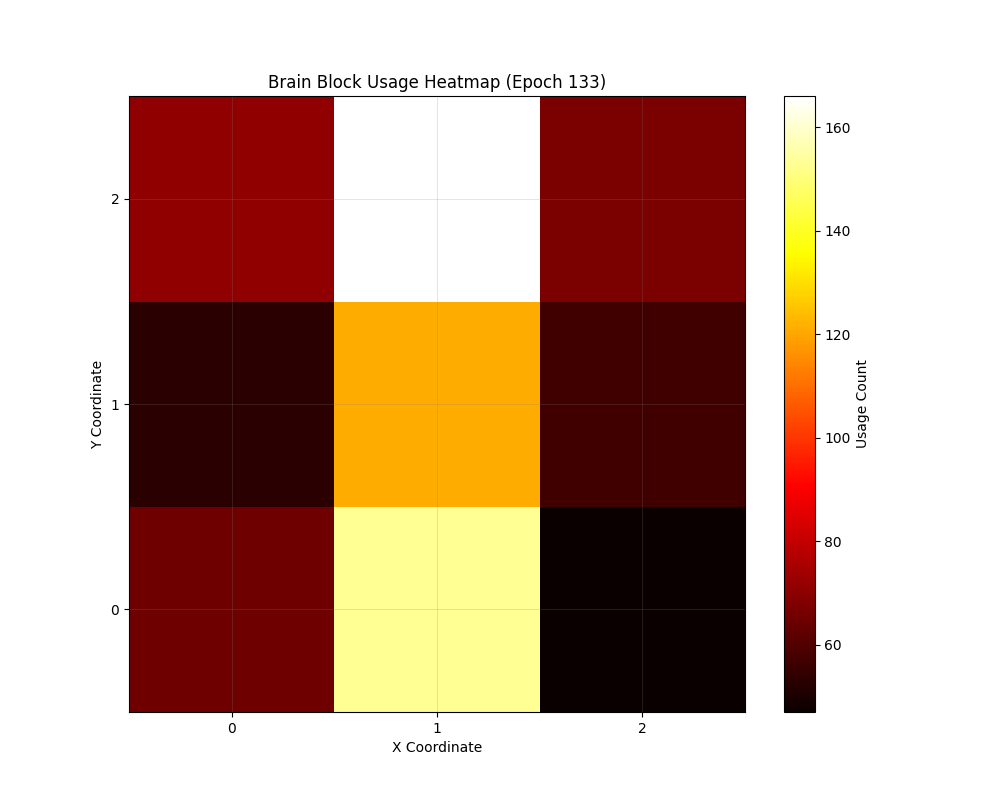 Brain Block Usage Heatmap (Epoch 133)
Y Coordinate
2
1
0
0 1 2
X Coordinate
160
140
120
100
80
60
Usage Count